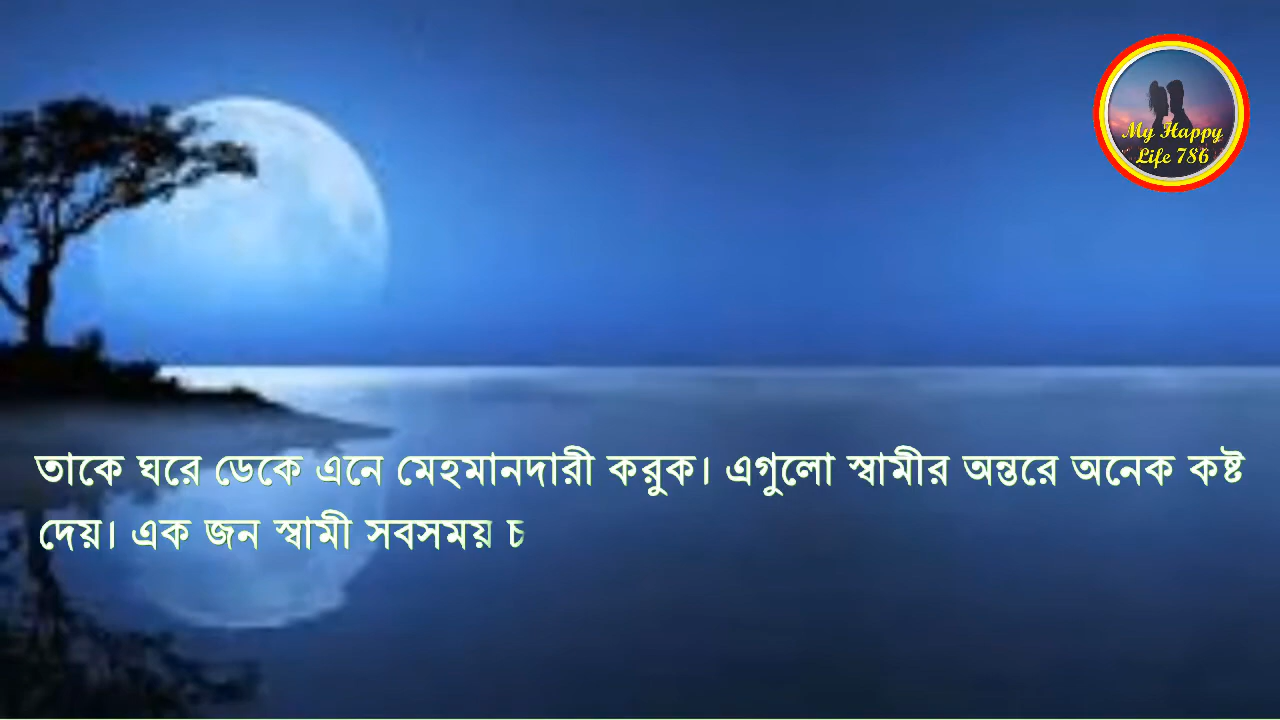 My Happy
Life 786
তাকে ঘরে ডেকে এনে মেহমানদারী করুক। এগুলো স্বামীর অন্তরে অনেক কষ্ট
দেয়। এক জন স্বামী সবসময় চ